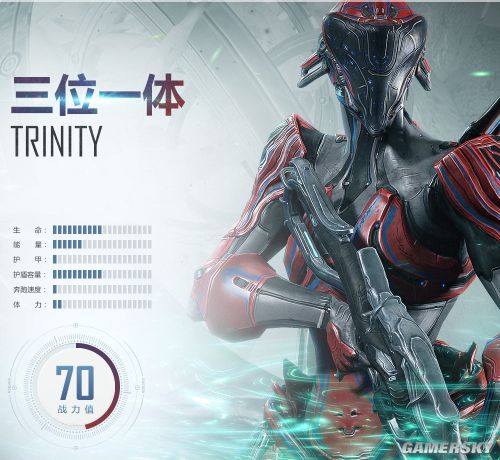 三位一体
TRINITY
生 命：
能 量：
护 甲：
护盾容量：
奔跑速度：
体 力：
70
战力值
GAMERSKY